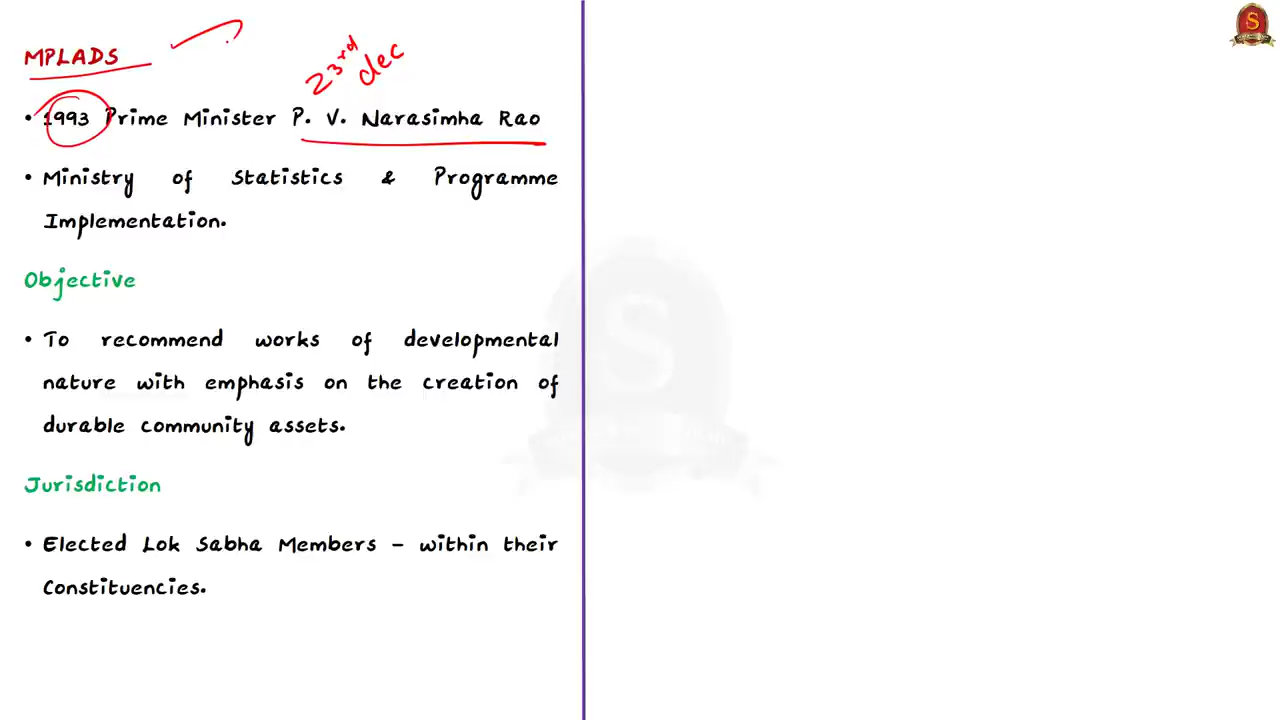 MPLADS
23rd dec
• 1993 Prime Minister P. V. Narasimha Rao
• Ministry of Statistics & Programme
Implementation.
Objective
• To recommend works of developmental
nature with emphasis on the creation of
durable community assets.
Jurisdiction
• Elected Lok Sabha Members – within their
Constituencies.
S
S